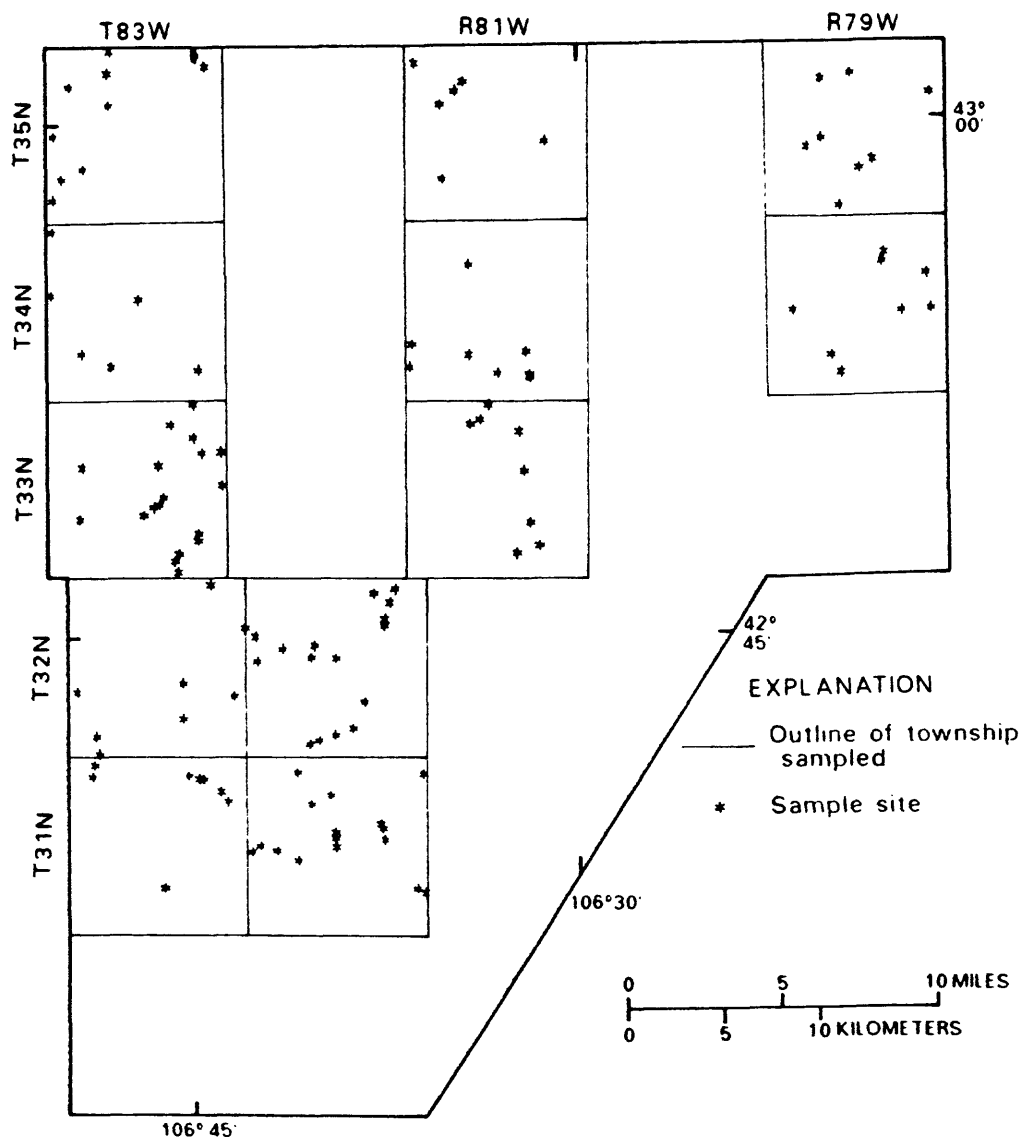 T83W
R81W
R79W
T35N
43°
00'
T34N
T33N
42°
45'
T32N
EXPLANATION
Outline of township
sampled
* Sample site
T31N
106°30'
0 5 10 MILES
0 5 10 KILOMETERS
106° 45'